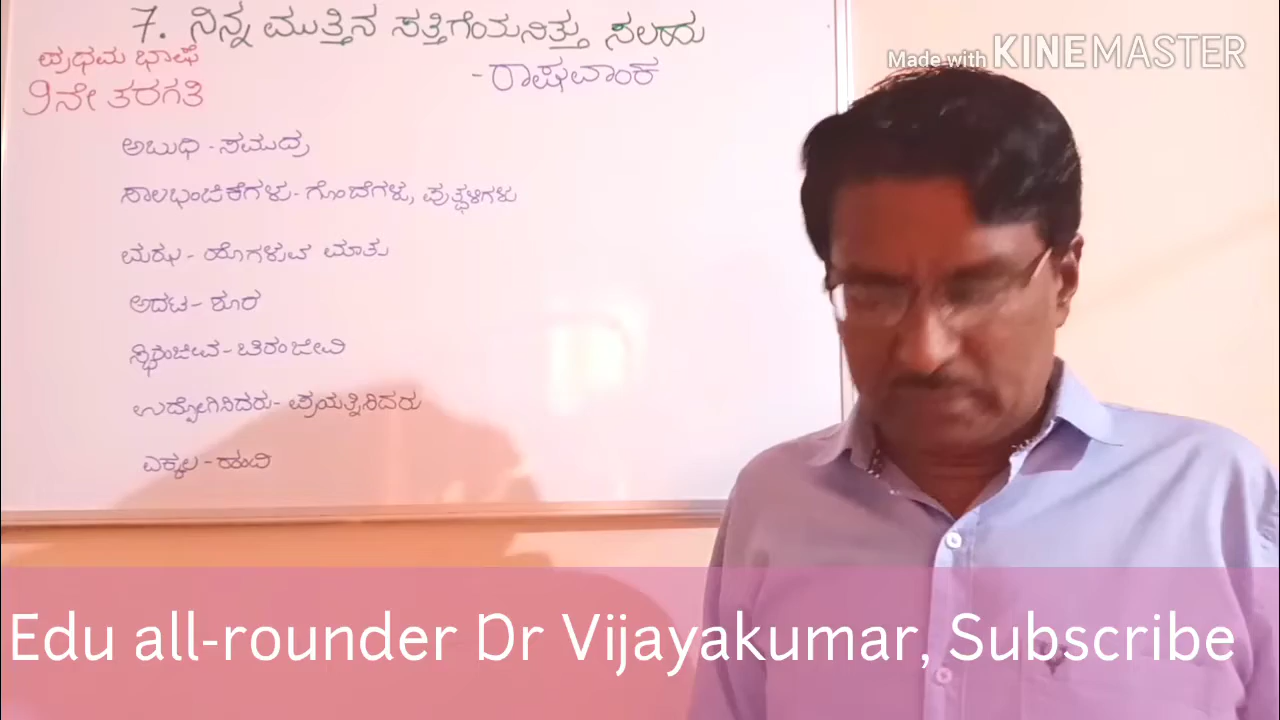 7. ನಿನ್ನ ಮುತ್ತಿನ ಸತ್ತಿಗೆಯನಿತ್ತು ಸಲಹು
Made with KINEMASTER
ಪ್ರಥಮ ಭಾಷೆ
- ರಾಘವಾಂಕ
9ನೇ ತರಗತಿ
ಅಬುಧಿ - ಸಮುದ್ರ
ಸಾಲಭಂಜಿಕೆಗಳು - ಗೊಂಬೆಗಳು, ಪುತ್ಥಳಿಗಳು
ಮಝ - ಹೊಗಳುವ ಮಾತು
ಅದಟ - ಶೂರ
ಸ್ಥಿರಂಜೀವ - ಚಿರಂಜೀವಿ
ಉದ್ಯೋಗಿಸಿದರು - ಪ್ರಯತ್ನಿಸಿದರು
ಎಕ್ಕಲ - ಹಂದಿ
Edu all-rounder Dr Vijayakumar, Subscribe